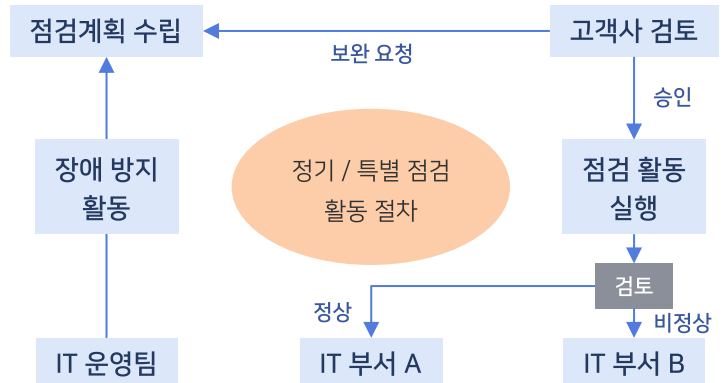 점검계획 수립
고객사 검토
보완 요청
승인
장애 방지
활동
정기 / 특별 점검
활동 절차
점검 활동
실행
검토
정상
비정상
IT 운영팀
IT 부서 A
IT 부서 B